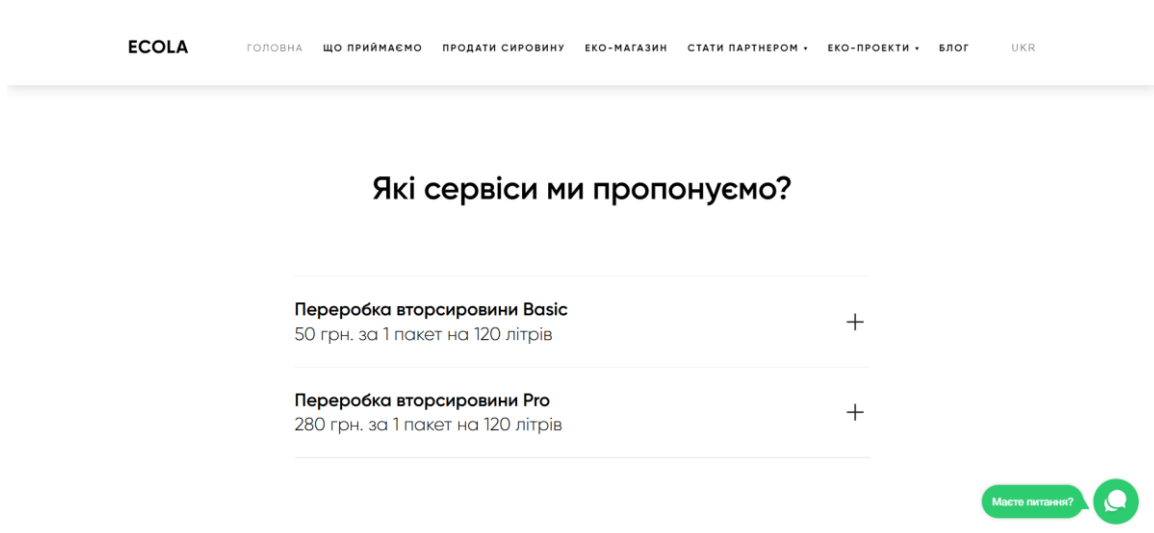 ECOLA ГОЛОВНА ЩО ПРИЙМАЄМО ПРОДАТИ СИРОВИНУ ЕКО-МАГАЗИН СТАТИ ПАРТНЕРОМ ЕКО-ПРОЕКТИ БЛОГ UKR
Які сервіси ми пропонуємо?
Переробка вторсировини Basic
50 грн. за 1 пакет на 120 літрів
Переробка вторсировини Pro
280 грн. за 1 пакет на 120 літрів
Маєте питання?